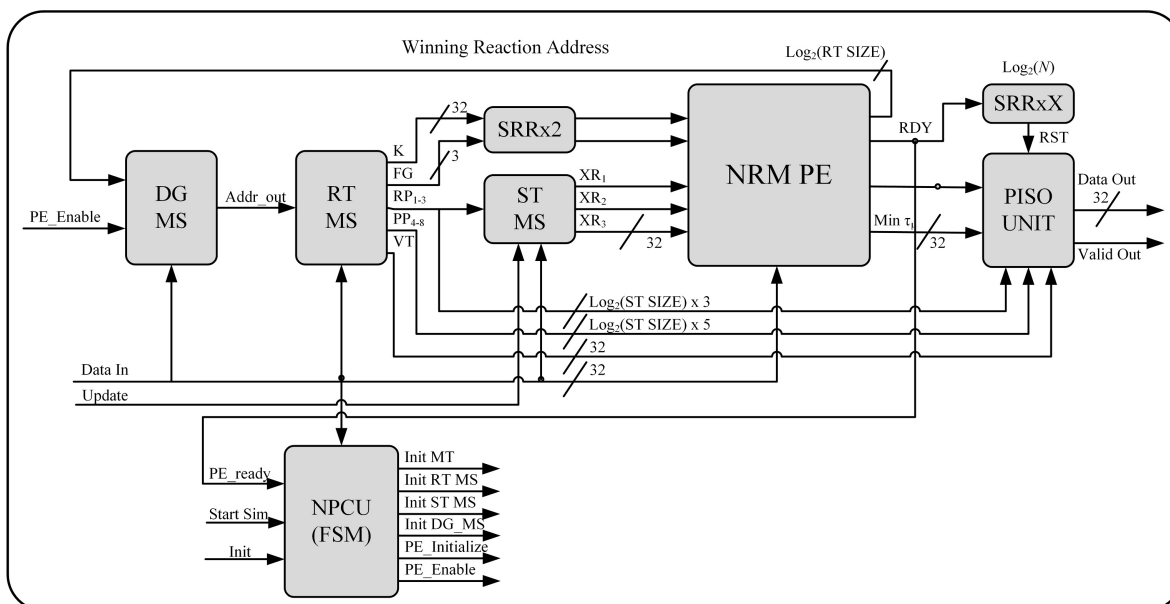 Winning Reaction Address
Log2(RT SIZE)
Log2(N)
32
SRRxX
K
SRRx2
RDY
RST
FG
3
NRM PE
DG
MS
Addr_out
RT
MS
RP1-3
ST
MS
XR1
XR2
XR3
32
PISO
UNIT
Data Out
32
PE_Enable
PP4-8
VT
Min τ
32
Valid Out
Log2(ST SIZE) x 3
Log2(ST SIZE) x 5
32
Data In
32
Update
PE_ready
Start Sim
Init
NPCU
(FSM)
Init MT
Init RT MS
Init ST MS
Init DG_MS
PE_Initialize
PE_Enable